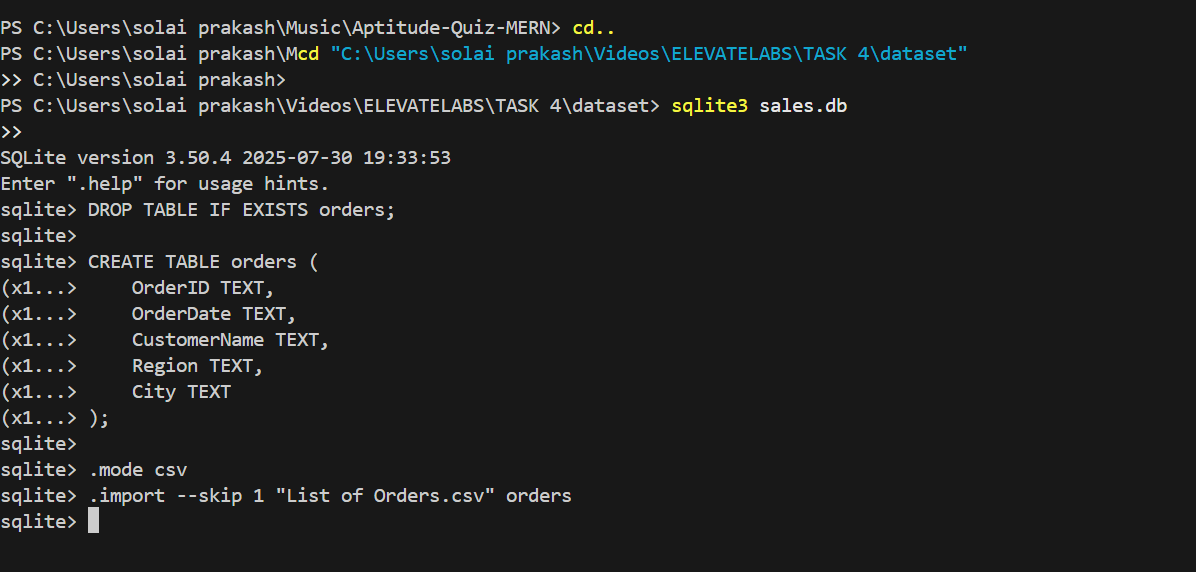 PS C:\Users\solai prakash\Music\Aptitude-Quiz-MERN> cd..
PS C:\Users\solai prakash\Mcd "C:\Users\solai prakash\Videos\ELEVATELABS\TASK 4\dataset"
>> C:\Users\solai prakash>
PS C:\Users\solai prakash\Videos\ELEVATELABS\TASK 4\dataset> sqlite3 sales.db
>>
SQLite version 3.50.4 2025-07-30 19:33:53
Enter ".help" for usage hints.
sqlite> DROP TABLE IF EXISTS orders;
sqlite>
sqlite> CREATE TABLE orders (
(x1...>     OrderID TEXT,
(x1...>     OrderDate TEXT,
(x1...>     CustomerName TEXT,
(x1...>     Region TEXT,
(x1...>     City TEXT
(x1...> );
sqlite>
sqlite> .mode csv
sqlite> .import --skip 1 "List of Orders.csv" orders
sqlite>